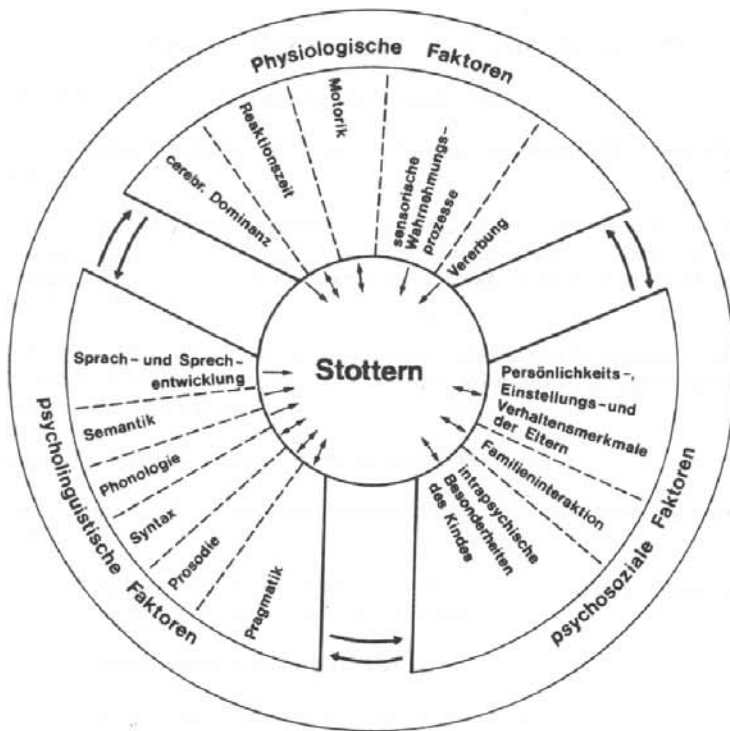 Physiologische Faktoren
cerebr. Dominanz
Reaktionszeit
Motorik
sensorische
Wahrnehmungs-
prozesse
Vererbung
Stottern
Sprach- und Sprech-
entwicklung
Semantik
Phonologie
Syntax
Prosodie
Pragmatik
psycholinguistische Faktoren
Persönlichkeits-,
Einstellungs- und
Verhaltensmerkmale
der Eltern
Familieninteraktion
intrapsychische
Besonderheiten
des Kindes
psychosoziale Faktoren